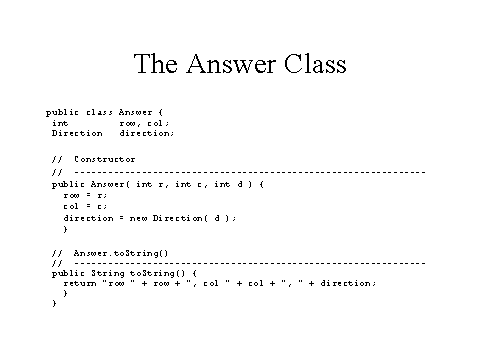 The Answer Class
public class Answer {
int row, col;
Direction direction;
// Constructor
// -----------------------------------------------------------
public Answer( int r, int c, int d ) {
row = r;
col = c;
direction = new Direction( d );
}
// Answer.toString()
// -----------------------------------------------------------
public String toString() {
return "row " + row + ", col " + col + ", " + direction;
}
}